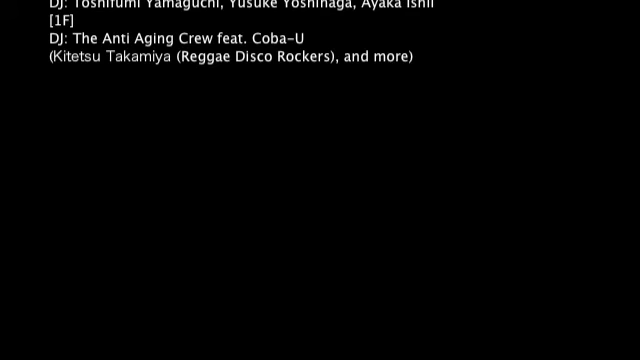 DJ: Toshifumi Yamaguchi, Yusuke Yoshinaga, Ayaka Ishii
[1F]
DJ: The Anti Aging Crew feat. Coba-U
(Kitetsu Takamiya (Reggae Disco Rockers), and more)